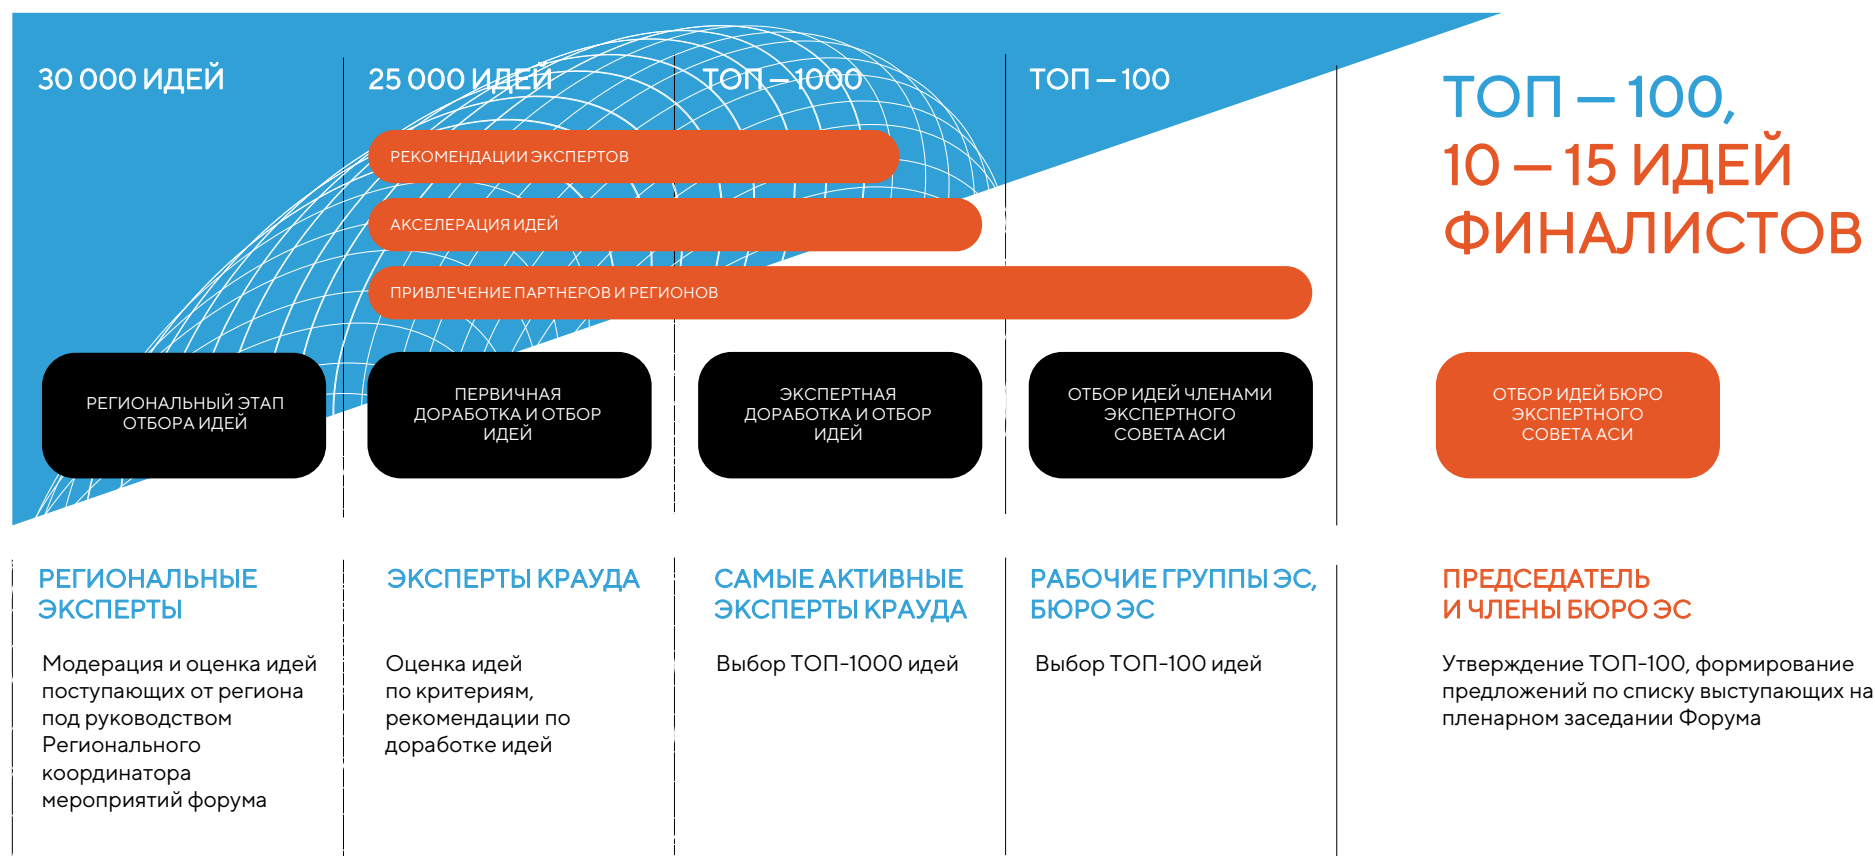 30 000 ИДЕЙ
25 000 ИДЕЙ
ТОП — 1000
ТОП — 100
ТОП — 100,
10 — 15 ИДЕЙ
ФИНАЛИСТОВ
РЕКОМЕНДАЦИИ ЭКСПЕРТОВ
АКСЕЛЕРАЦИЯ ИДЕЙ
ПРИВЛЕЧЕНИЕ ПАРТНЕРОВ И РЕГИОНОВ
РЕГИОНАЛЬНЫЙ ЭТАП
ОТБОРА ИДЕЙ
ПЕРВИЧНАЯ
ДОРАБОТКА И ОТБОР
ИДЕЙ
ЭКСПЕРТНАЯ
ДОРАБОТКА И ОТБОР
ИДЕЙ
ОТБОР ИДЕЙ ЧЛЕНАМИ
ЭКСПЕРТНОГО
СОВЕТА АСИ
ОТБОР ИДЕЙ БЮРО
ЭКСПЕРТНОГО
СОВЕТА АСИ
РЕГИОНАЛЬНЫЕ
ЭКСПЕРТЫ
Модерация и оценка идей
поступающих от региона
под руководством
Регионального
координатора
мероприятий форума
ЭКСПЕРТЫ КРАУДА
Оценка идей
по критериям,
рекомендации по
доработке идей
САМЫЕ АКТИВНЫЕ
ЭКСПЕРТЫ КРАУДА
Выбор ТОП-1000 идей
РАБОЧИЕ ГРУППЫ ЭС,
БЮРО ЭС
Выбор ТОП-100 идей
ПРЕДСЕДАТЕЛЬ
И ЧЛЕНЫ БЮРО ЭС
Утверждение ТОП-100, формирование
предложений по списку выступающих на
пленарном заседании Форума